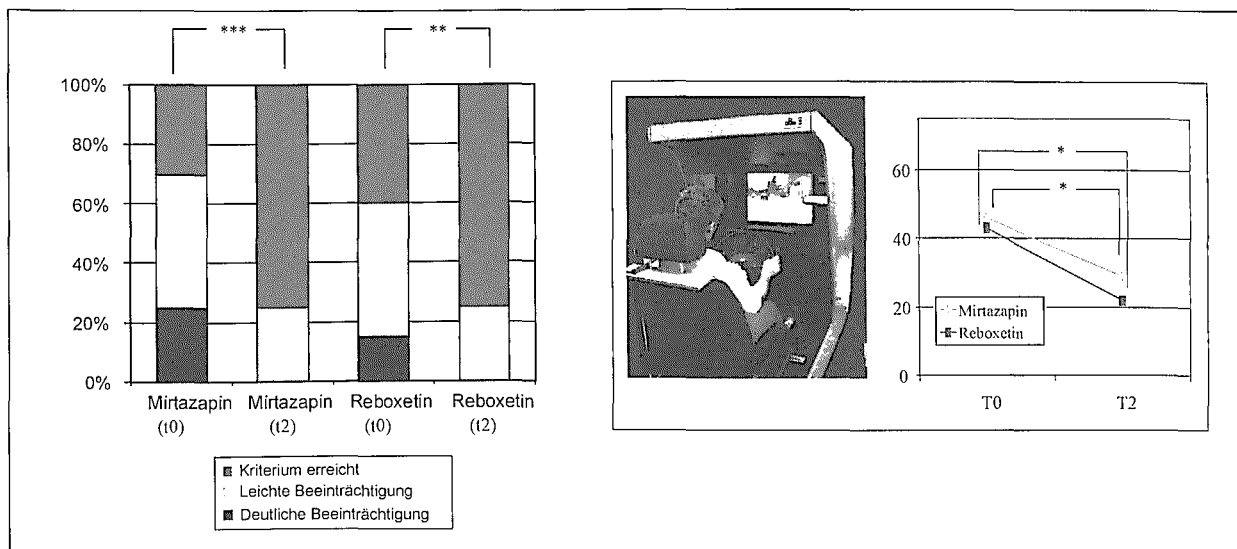 ***
**
100%
80%
60%
40%
20%
0%
Mirtazapin
(t0)
Mirtazapin
(t2)
Reboxetin
(t0)
Reboxetin
(t2)
Kriterium erreicht
Leichte Beeinträchtigung
Deutliche Beeinträchtigung
*
*
60
40
20
0
Mirtazapin
Reboxetin
T0
T2